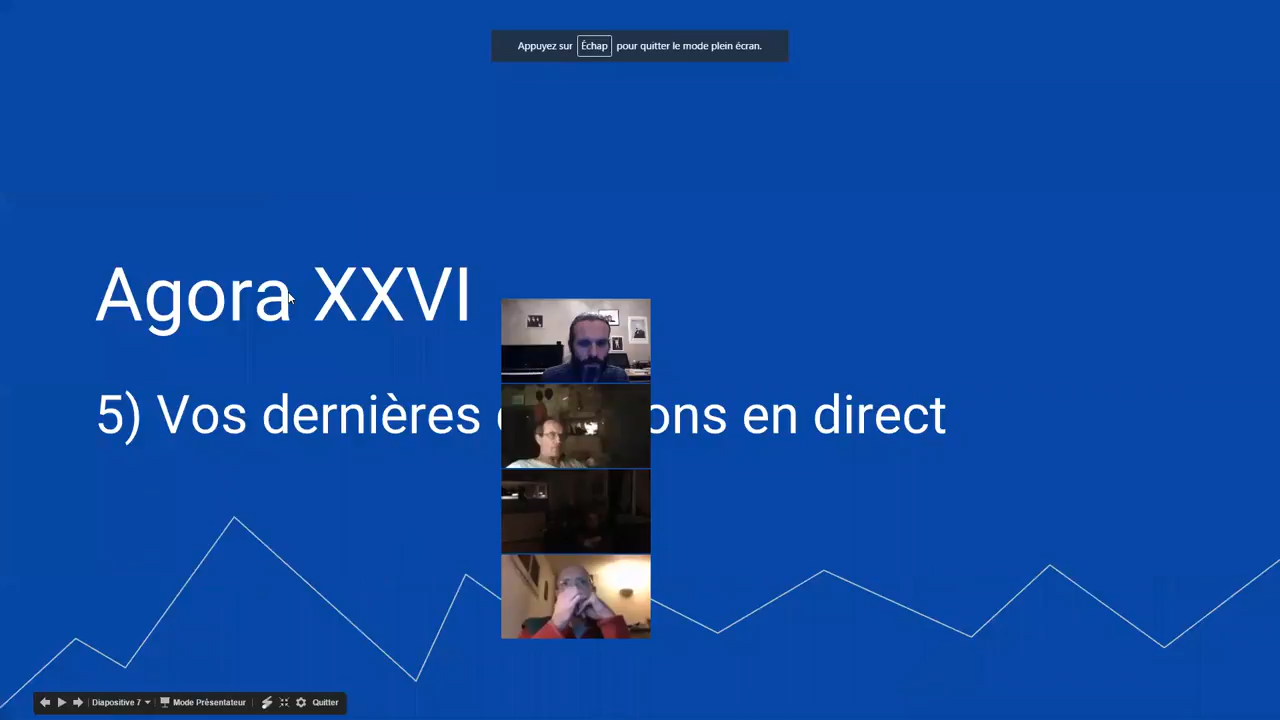 Appuyez sur Échap pour quitter le mode plein écran.
Agora XXVI
5) Vos dernières ons en direct
Diapositive 7 Mode Présentateur Quitter